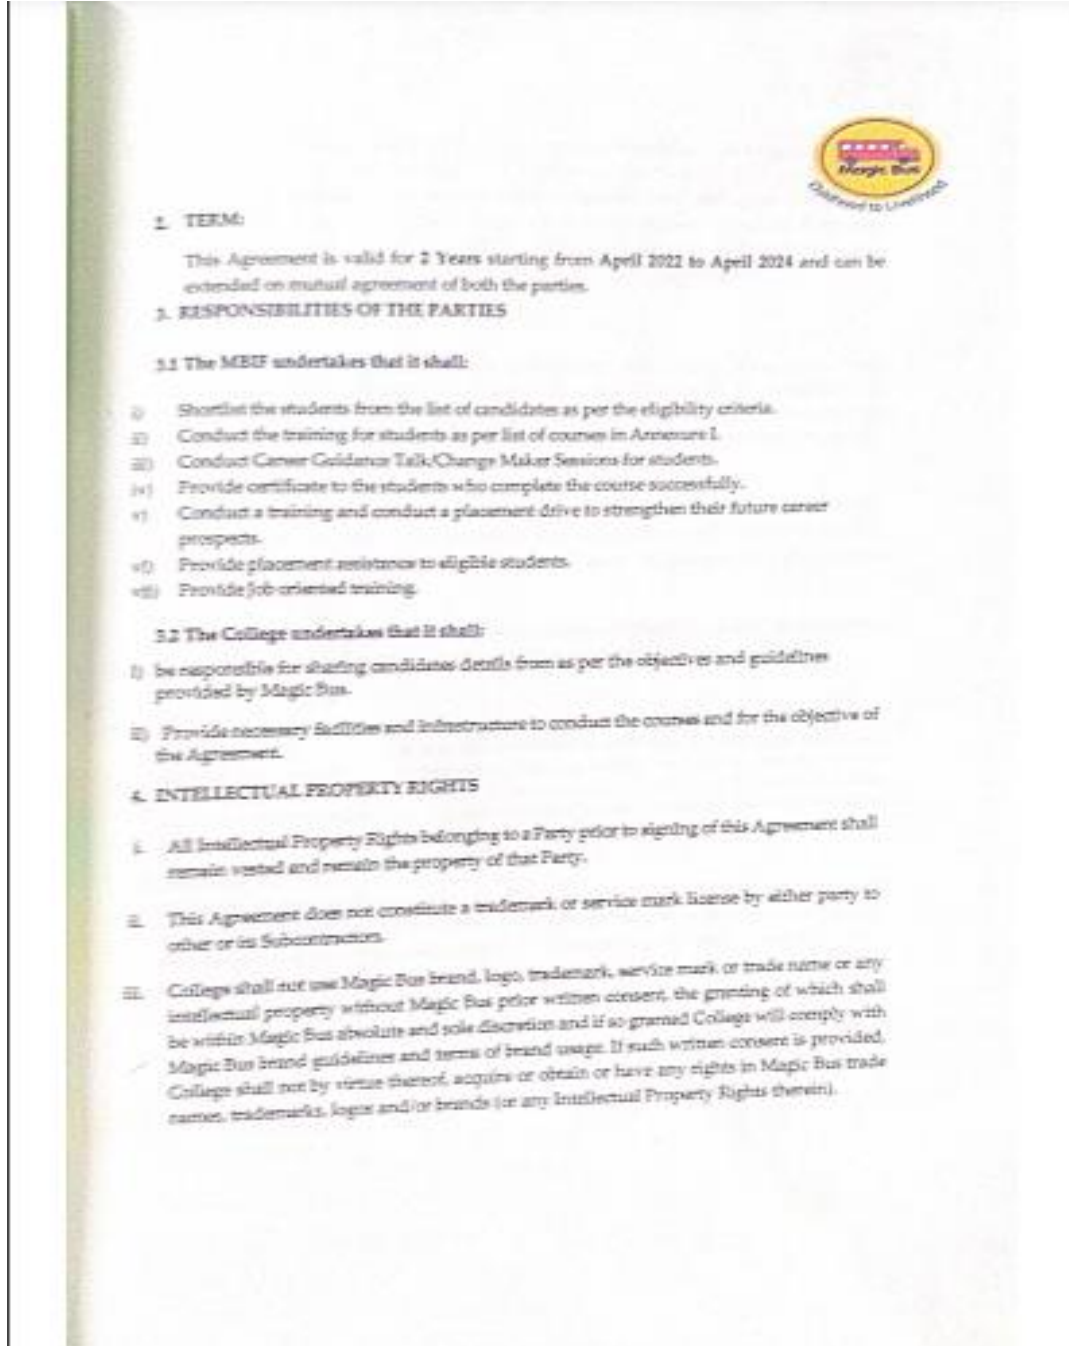 Magic Bus
Childhood to Livelihood
2. TERM:
This Agreement is valid for 2 Years starting from April 2022 to April 2024 and can be
extended on mutual agreement of both the parties.
3. RESPONSIBILITIES OF THE PARTIES
3.1 The MBIF undertakes that it shall:
i) Shortlist the students from the list of candidates as per the eligibility criteria.
ii) Conduct the training for students as per list of courses in Annexure I.
iii) Conduct Career Guidance Talk/Change Maker Sessions for students.
iv) Provide certificate to the students who complete the course successfully.
v) Conduct a training and conduct a placement drive to strengthen their future career
prospects.
vi) Provide placement assistance to eligible students.
vii) Provide job oriented training.
3.2 The College undertakes that it shall:
i) be responsible for sharing candidates details from as per the objectives and guidelines
provided by Magic Bus.
ii) Provide necessary facilities and infrastructure to conduct the courses and for the objective of
the Agreement.
4. INTELLECTUAL PROPERTY RIGHTS
i. All Intellectual Property Rights belonging to a Party prior to signing of this Agreement shall
remain vested and remain the property of that Party.
ii. This Agreement does not constitute a trademark or service mark license by either party to
other or its Subcontractors.
iii. College shall not use Magic Bus brand, logo, trademark, service mark or trade name or any
intellectual property without Magic Bus prior written consent, the granting of which shall
be within Magic Bus absolute and sole discretion and if so granted College will comply with
Magic Bus brand guidelines and terms of brand usage. If such written consent is provided,
College shall not by virtue thereof, acquire or obtain or have any rights in Magic Bus trade
names, trademarks, logos and/or brands (or any Intellectual Property Rights therein).